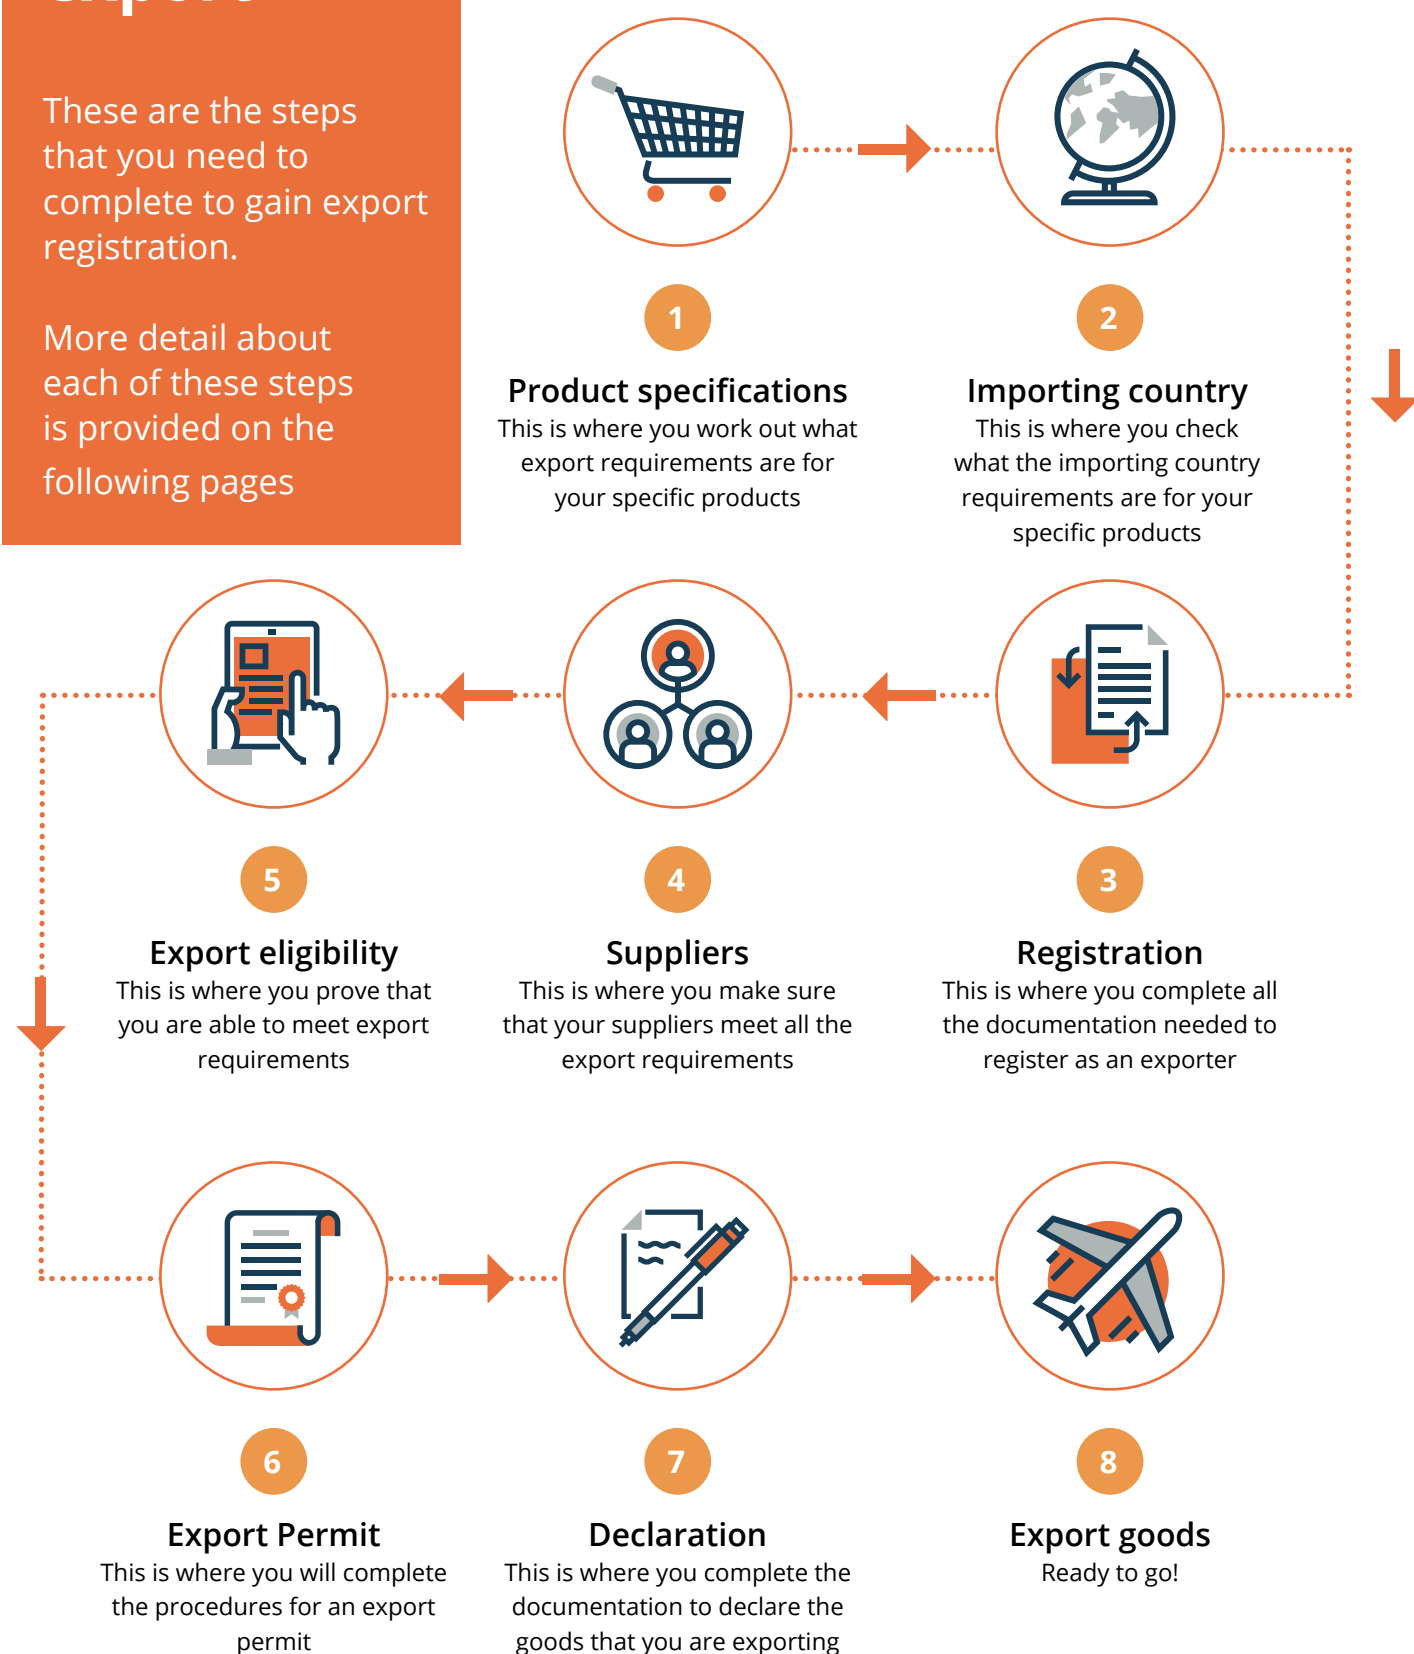 export
These are the steps
that you need to
complete to gain export
registration.
More detail about
each of these steps
is provided on the
following pages
1
Product specifications
This is where you work out what
export requirements are for
your specific products
2
Importing country
This is where you check
what the importing country
requirements are for your
specific products
3
Registration
This is where you complete all
the documentation needed to
register as an exporter
4
Suppliers
This is where you make sure
that your suppliers meet all the
export requirements
5
Export eligibility
This is where you prove that
you are able to meet export
requirements
6
Export Permit
This is where you will complete
the procedures for an export
permit
7
Declaration
This is where you complete the
documentation to declare the
goods that you are exporting
8
Export goods
Ready to go!